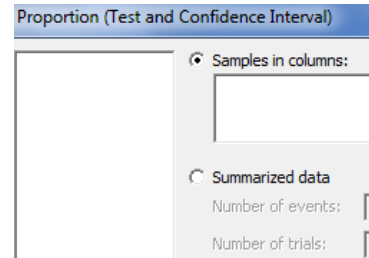 Proportion (Test and Confidence Interval)
Samples in columns:
Summarized data
Number of events:
Number of trials: